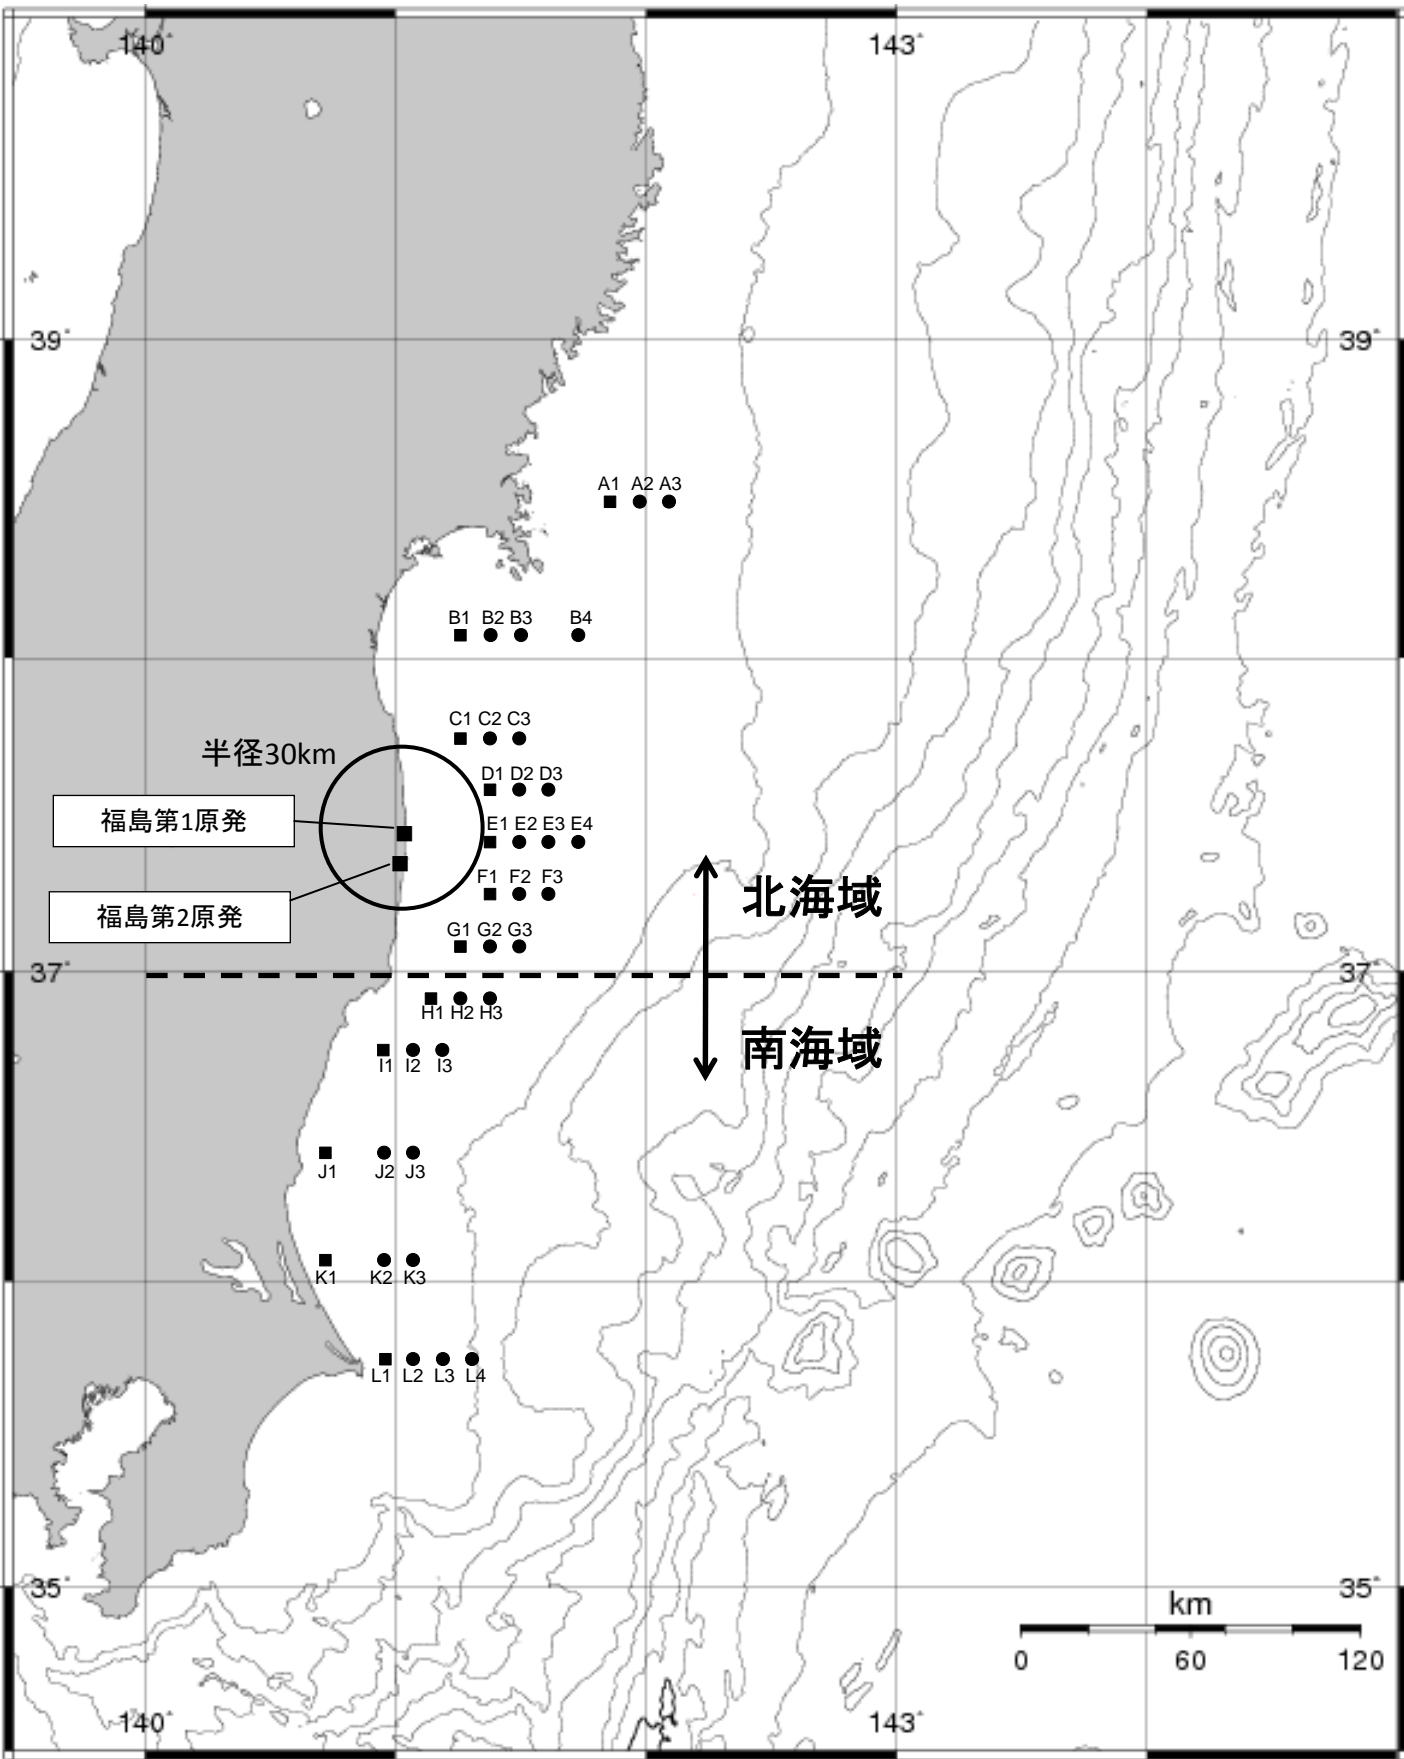 140° 143°
39° 39°
A1 A2 A3
B1 B2 B3 B4
C1 C2 C3
半径30km
D1 D2 D3
福島第1原発
E1 E2 E3 E4
F1 F2 F3
北海域
福島第2原発
G1 G2 G3
37° 37°
H1 H2 H3
南海域
I1 I2 I3
J1 J2 J3
K1 K2 K3
L1 L2 L3 L4
35° 35°
km
0 60 120
140° 143°